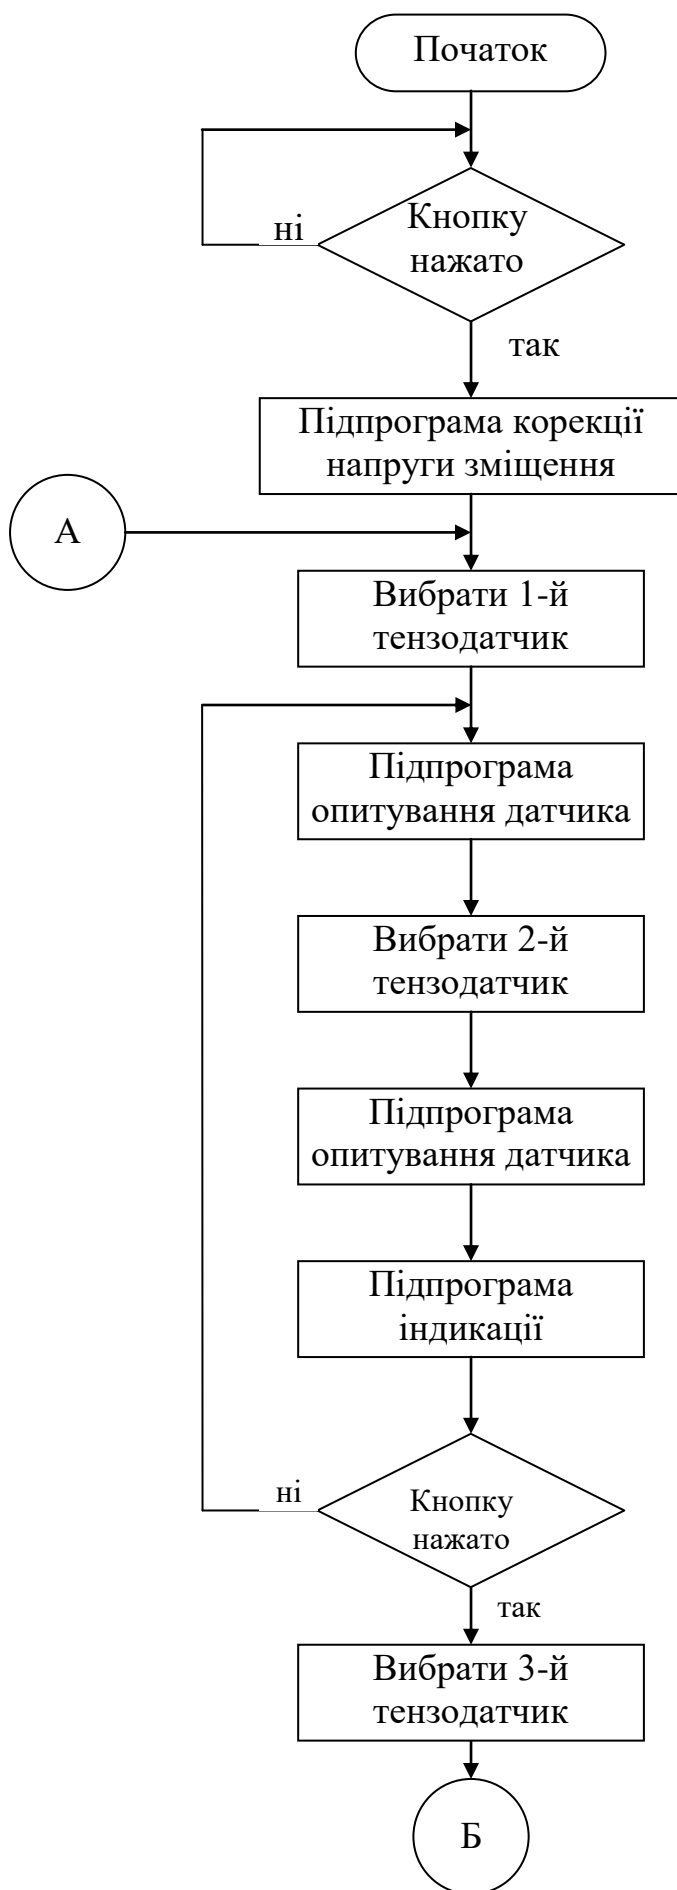 Початок
Кнопку
ні
нажато
так
Підпрограма корекції
напруги зміщення
А
Вибрати 1-й
тензодатчик
Підпрограма
опитування датчика
Вибрати 2-й
тензодатчик
Підпрограма
опитування датчика
Підпрограма
індикації
ні
Кнопку
нажато
так
Вибрати 3-й
тензодатчик
Б